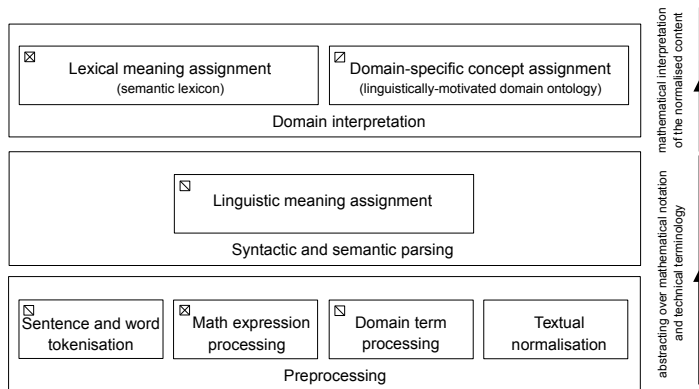 Lexical meaning assignment
(semantic lexicon)
Domain-specific concept assignment
(linguistically-motivated domain ontology)
Domain interpretation
mathematical interpretation
of the normalised content
Linguistic meaning assignment
Syntactic and semantic parsing
Sentence and word
tokenisation
Math expression
processing
Domain term
processing
Textual
normalisation
Preprocessing
abstracting over mathematical notation
and technical terminology